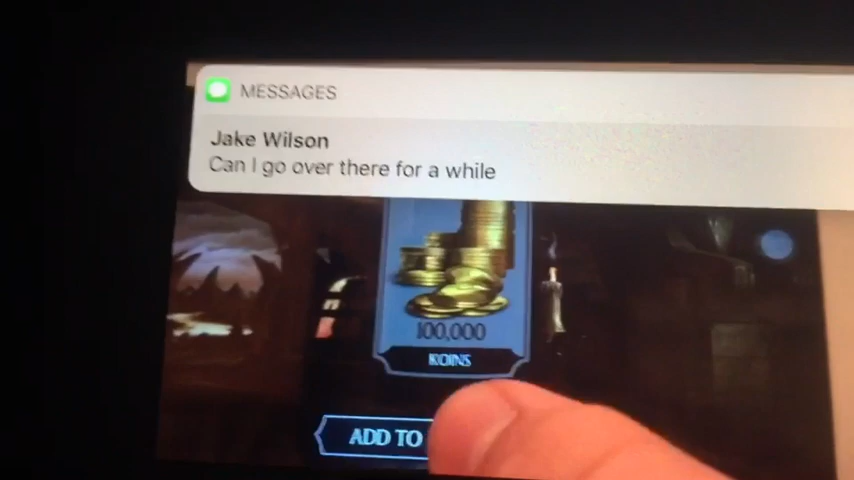 MESSAGES
Jake Wilson
Can I go over there for a while
100,000
KOINS
ADD TO